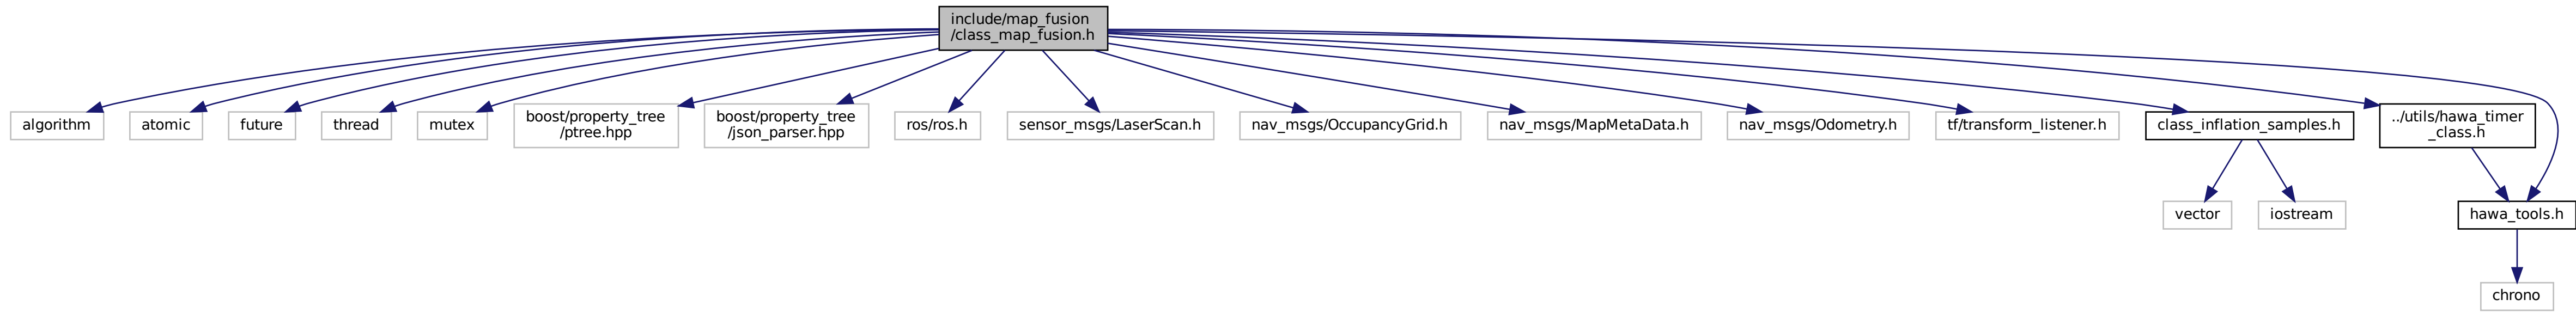 include/map_fusion
/class_map_fusion.h
algorithm
atomic
future
thread
mutex
boost/property_tree
/ptree.hpp
boost/property_tree
/json_parser.hpp
ros/ros.h
sensor_msgs/LaserScan.h
nav_msgs/OccupancyGrid.h
nav_msgs/MapMetaData.h
nav_msgs/Odometry.h
tf/transform_listener.h
class_inflation_samples.h
../utils/hawa_timer
_class.h
vector
iostream
hawa_tools.h
chrono